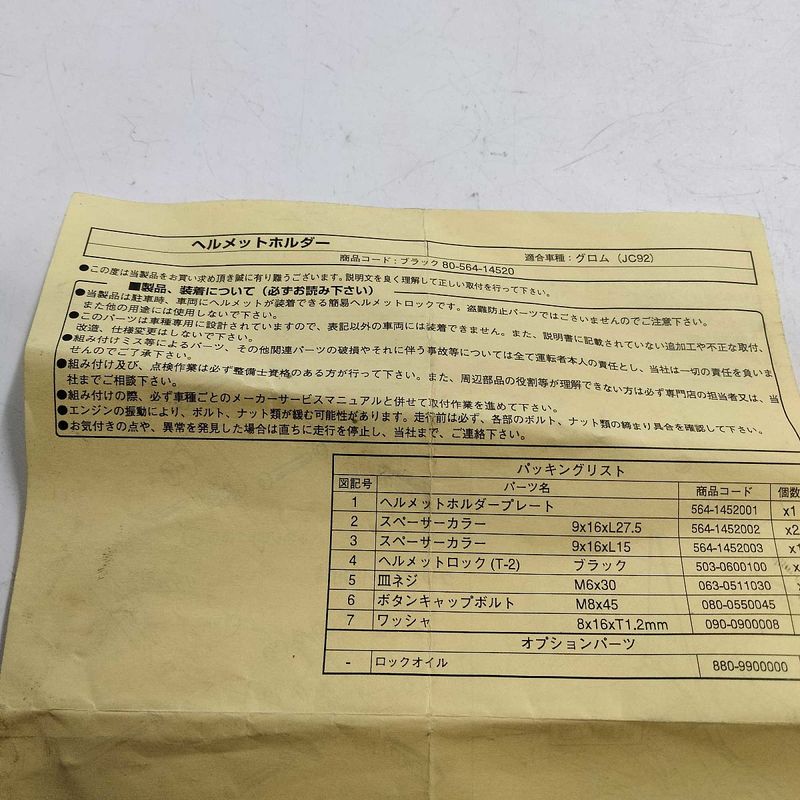 ヘルメットホルダー
商品コード：ブラック 80-564-14520 適合車種：グロム（JC92）
●この度は当製品をお買い求め頂き誠に有り難うございます。説明文を良く理解して正しい取付を行って下さい。
■製品、装着について（必ずお読み下さい）
●当製品は駐車時、車両にヘルメットが装着できる簡易ヘルメットロックです。盗難防止パーツではごさいませんのでご注意下さい。
また他の用途には使用しないで下さい。
●このパーツは車種専用に設計されていますので、表記以外の車両には装着できません。また、説明書に記載されていない追加工や不正な取付、
改造、仕様変更はしないで下さい。
●組み付けミス等によるパーツ、その他関連パーツの破損やそれに伴う事故等については全て運転者本人の責任とし、当社は一切の責任を負いま
せんのでご了承下さい。
●組み付け及び、点検作業は必ず整備士資格のある方が行って下さい。また、周辺部品の役割等が理解できない方は必ず専門店の担当者又は、当
社までご相談下さい。
●組み付けの際、必ず車種ごとのメーカーサービスマニュアルと併せて取付作業を進めて下さい。
●エンジンの振動により、ボルト、ナット類が緩む可能性があります。走行前は必ず、各部のボルト、ナット類の締まり具合を確認して下さい。
●お気付きの点や、異常を発見した場合は直ちに走行を停止し、当社まで、ご連絡下さい。
パッキングリスト
図記号 パーツ名 商品コード 個数
1 ヘルメットホルダープレート 564-1452001 x1
2 スペーサーカラー 9x16xL27.5 564-1452002 x2
3 スペーサーカラー 9x16xL15 564-1452003 x1
4 ヘルメットロック (T-2) ブラック 503-0600100 x
5 皿ネジ M6x30 063-0511030
6 ボタンキャップボルト M8x45 080-0550045
7 ワッシャ 8x16xT1.2mm 090-0900008
オプションパーツ
- ロックオイル 880-9900000